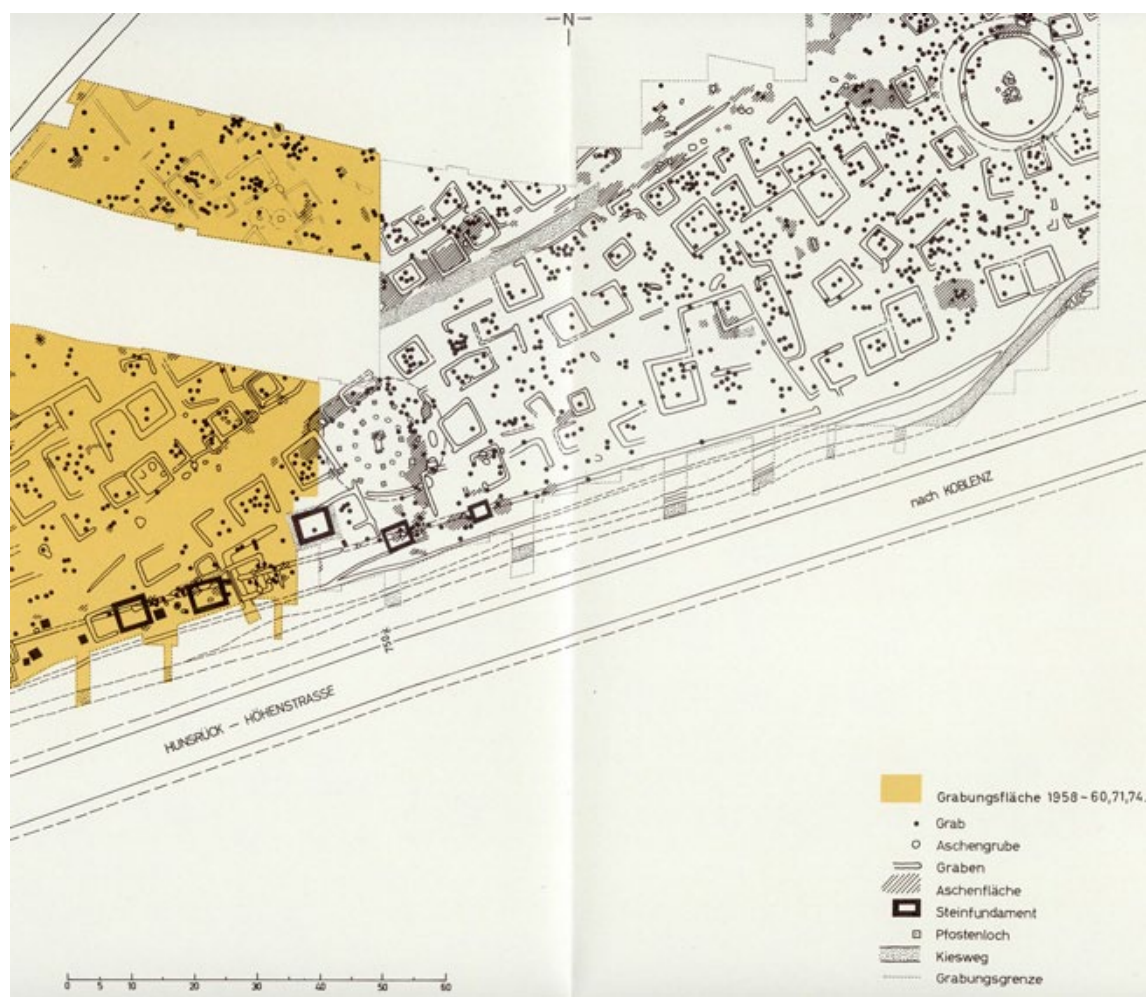 N
nach KOBLENZ
HUNSRÜCK – HÖHENSTRASSE
Grabungsfläche 1958–60,71,74.
Grab
Aschengrube
Graben
Aschenfläche
Steinfundament
Pfostenloch
Kiesweg
Grabungsgrenze
0 5 10 20 30 40 50 60